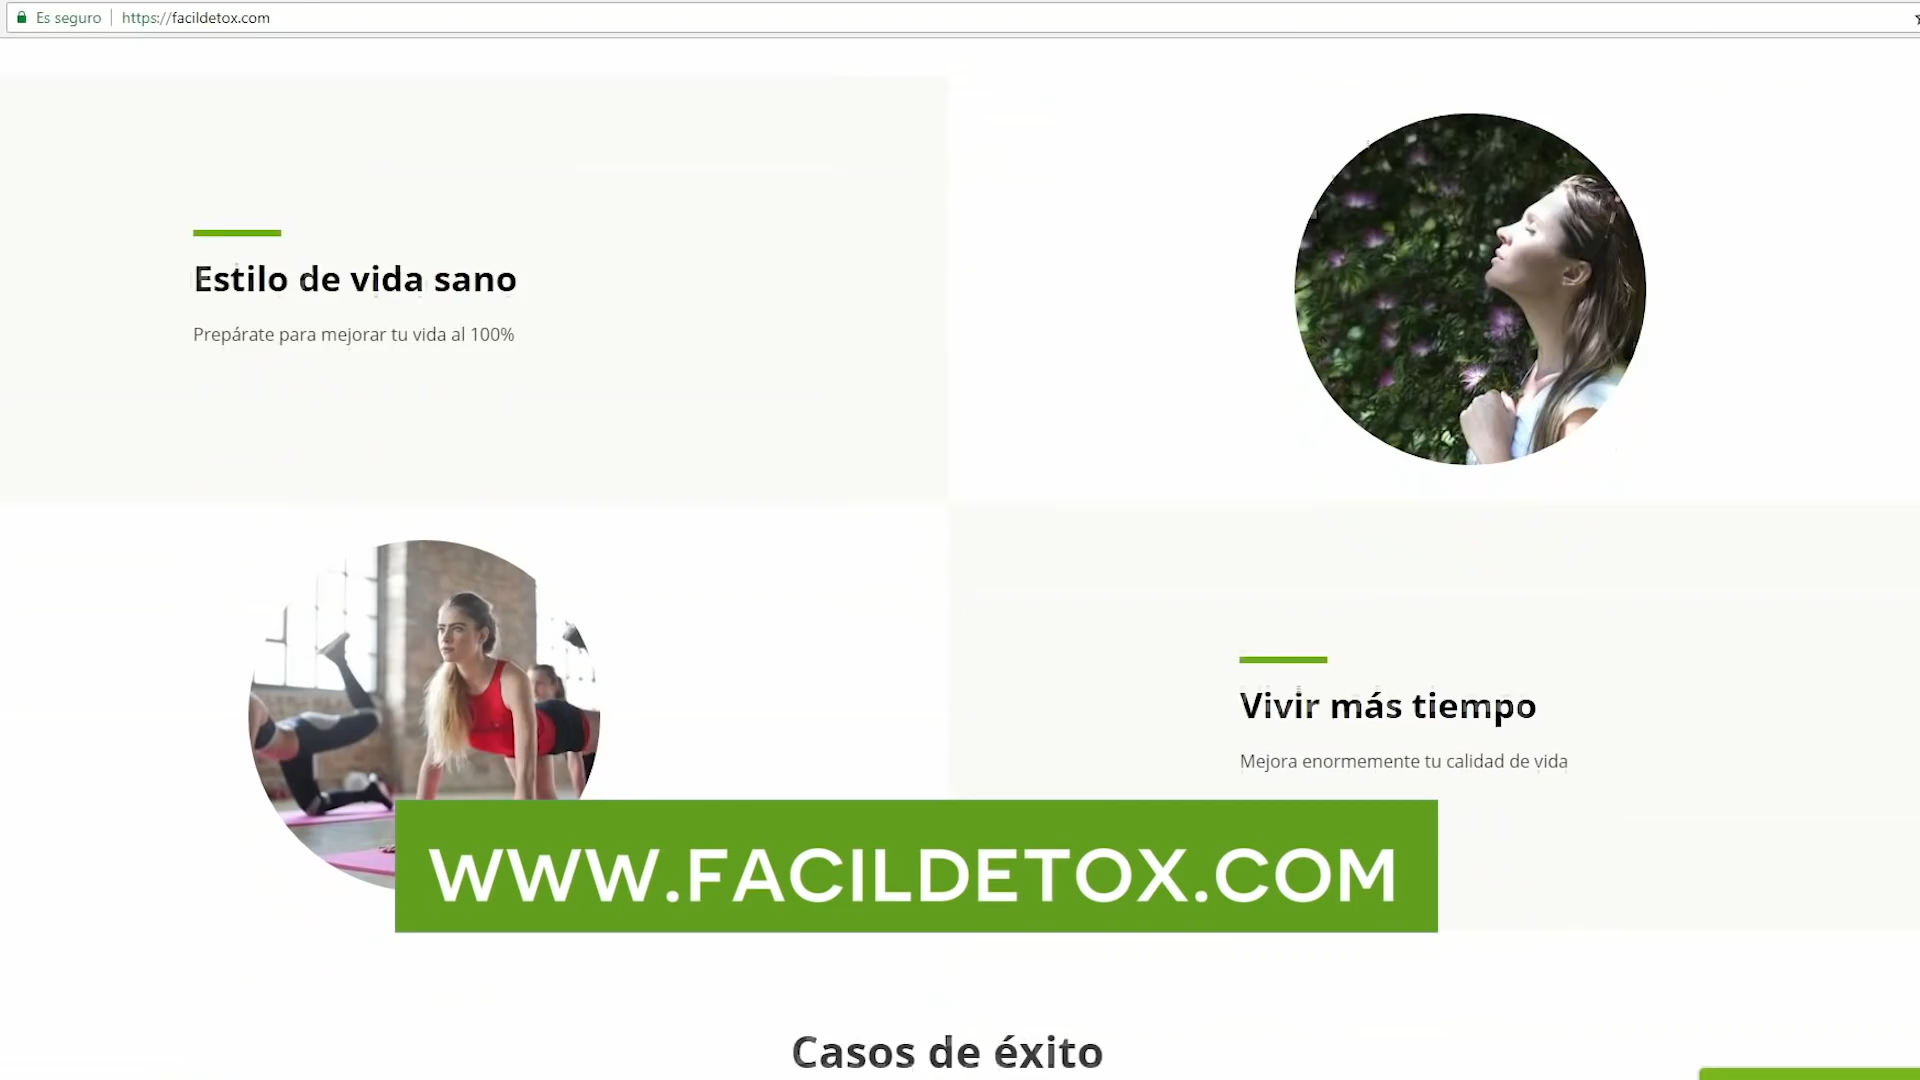 Es seguro https://facildetox.com
Estilo de vida sano
Prepárate para mejorar tu vida al 100%
Vivir más tiempo
Mejora enormemente tu calidad de vida
WWW.FACILDETOX.COM
Casos de éxito